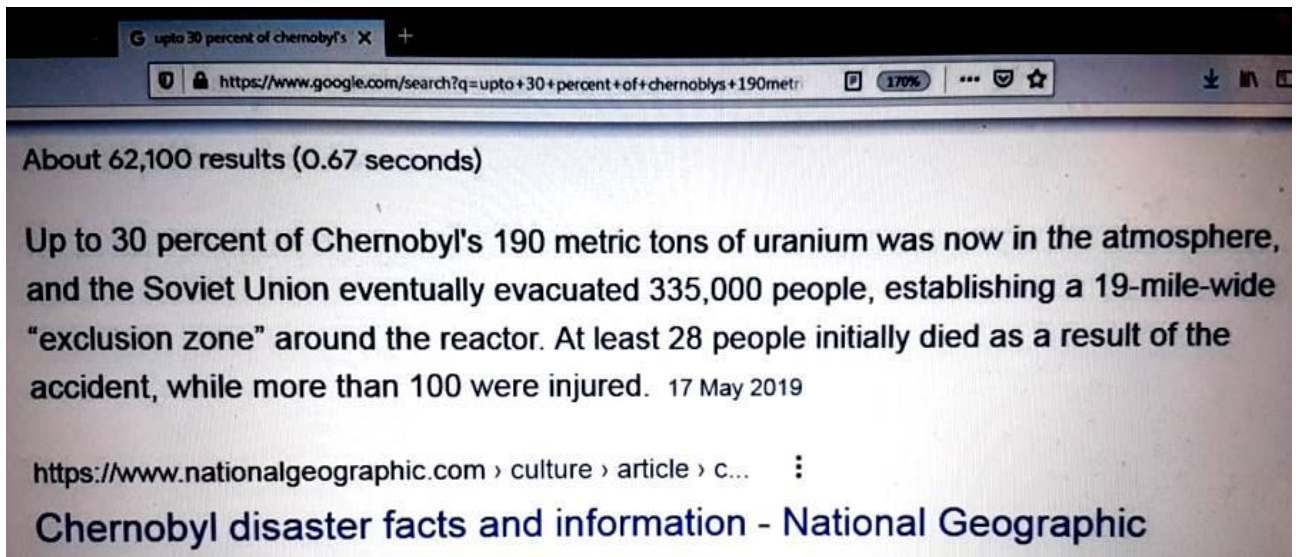 G upto 30 percent of chernobyl's X +
https://www.google.com/search?q=upto+30+percent+of+chernoblys+190metri 170%
About 62,100 results (0.67 seconds)
Up to 30 percent of Chernobyl's 190 metric tons of uranium was now in the atmosphere,
and the Soviet Union eventually evacuated 335,000 people, establishing a 19-mile-wide
“exclusion zone” around the reactor. At least 28 people initially died as a result of the
accident, while more than 100 were injured. 17 May 2019
https://www.nationalgeographic.com › culture › article › c...
Chernobyl disaster facts and information - National Geographic